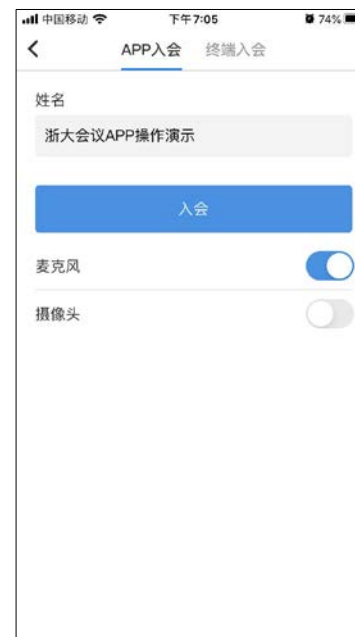 中国移动 下午7:05 74%
APP入会 终端入会
姓名
浙大会议APP操作演示
入会
麦克风
摄像头